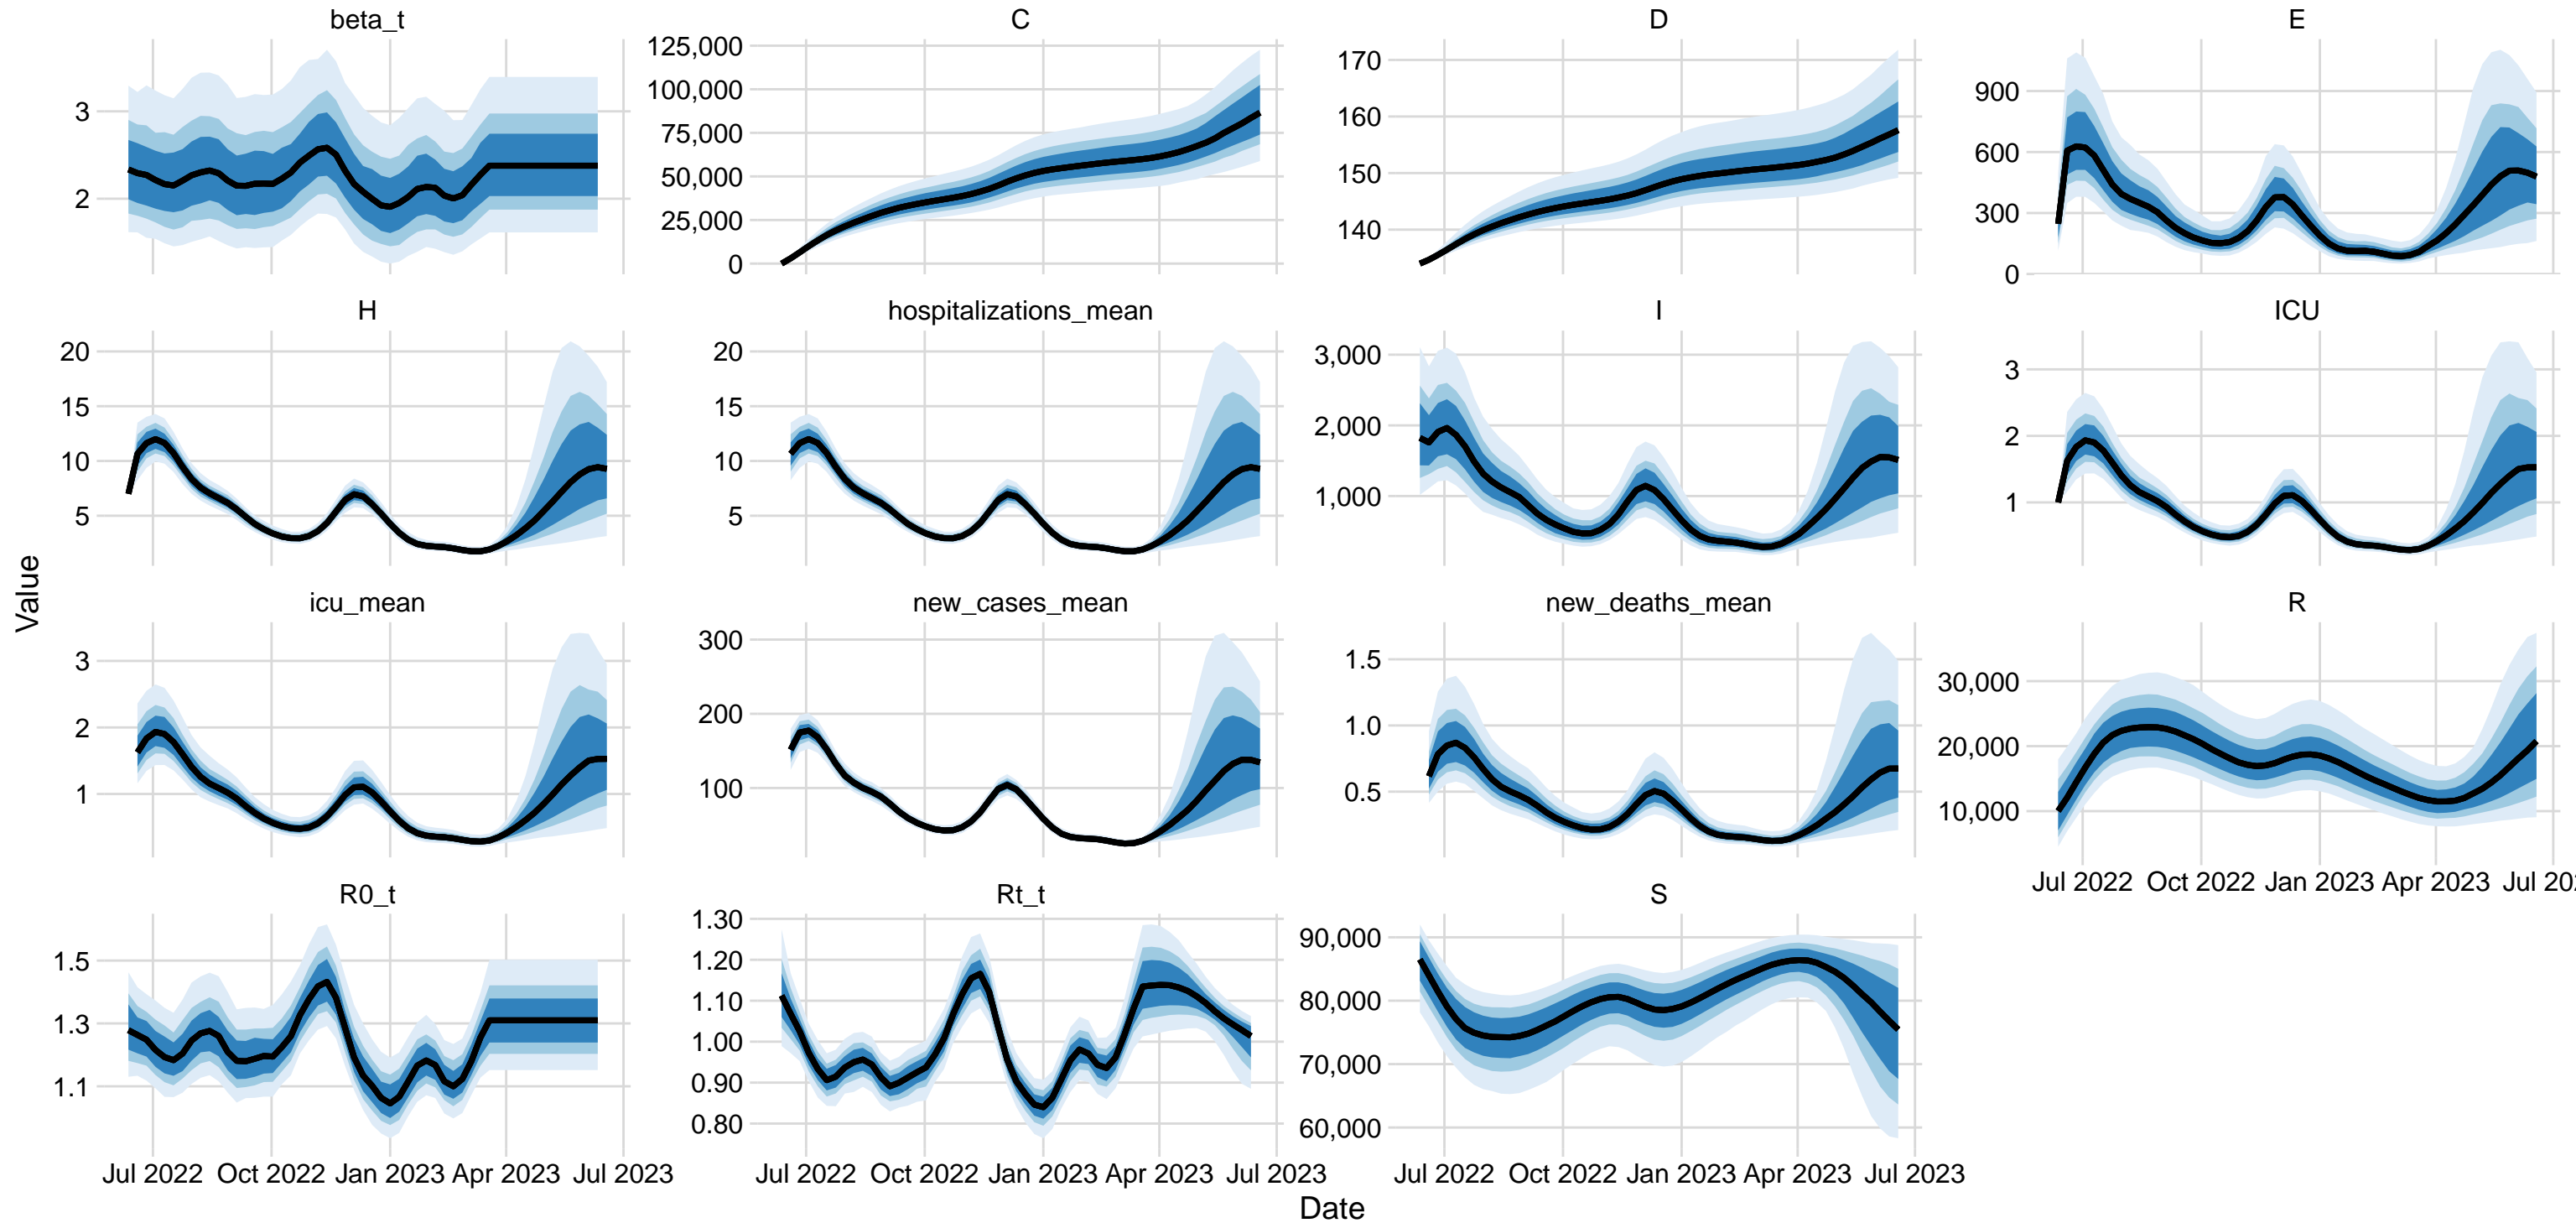 beta_t
C
D
E
3
2
125,000
100,000
75,000
50,000
25,000
0
170
160
150
140
900
600
300
0
H
hospitalizations_mean
I
ICU
20
15
10
5
20
15
10
5
3,000
2,000
1,000
3
2
1
Value
icu_mean
new_cases_mean
new_deaths_mean
R
3
2
1
300
200
100
1.5
1.0
0.5
30,000
20,000
10,000
Jul 2022 Oct 2022 Jan 2023 Apr 2023 Jul 202
R0_t
Rt_t
S
1.5
1.3
1.1
1.30
1.20
1.10
1.00
0.90
0.80
90,000
80,000
70,000
60,000
Jul 2022 Oct 2022 Jan 2023 Apr 2023 Jul 2023
Jul 2022 Oct 2022 Jan 2023 Apr 2023 Jul 2023
Jul 2022 Oct 2022 Jan 2023 Apr 2023 Jul 2023
Date